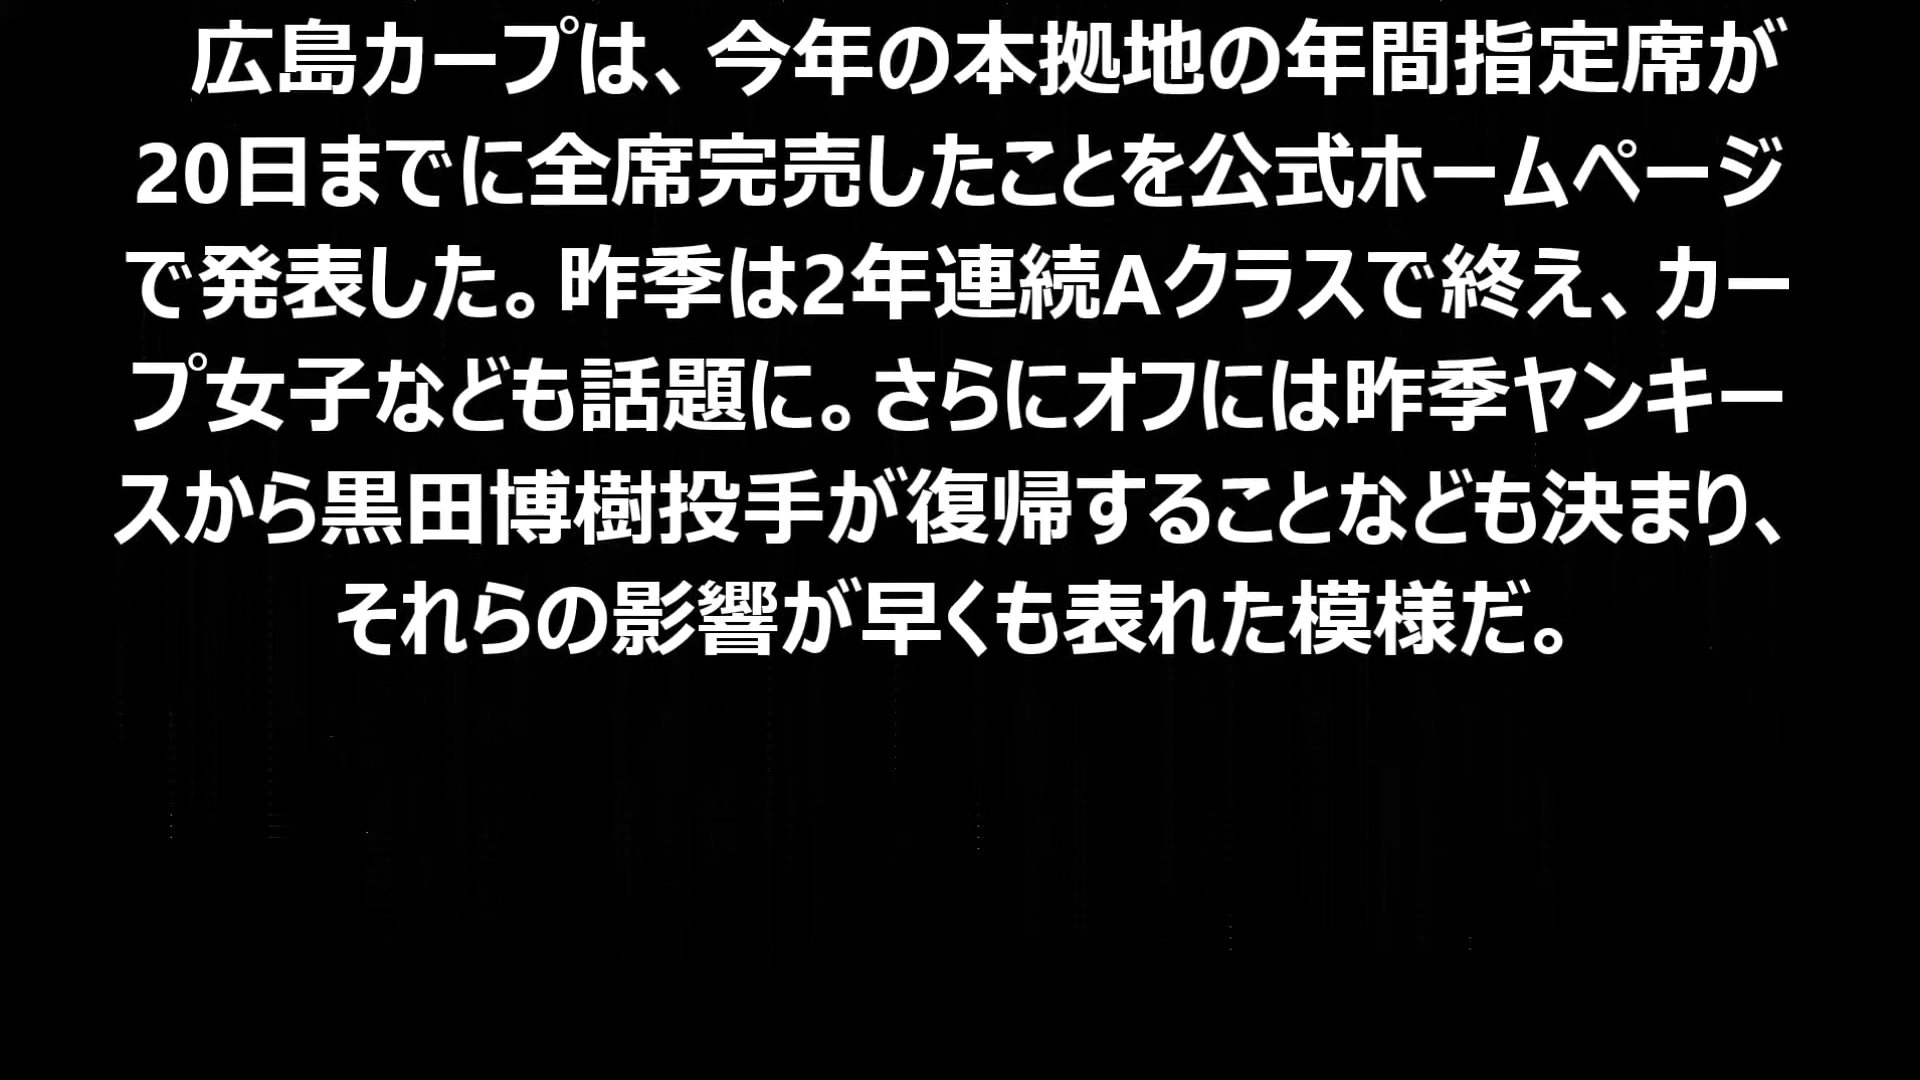 広島カープは、今年の本拠地の年間指定席が
20日までに全席完売したことを公式ホームページ
で発表した。昨季は2年連続Aクラスで終え、カー
プ女子なども話題に。さらにオフには昨季ヤンキー
スから黒田博樹投手が復帰することなども決まり、
それらの影響が早くも表れた模様だ。